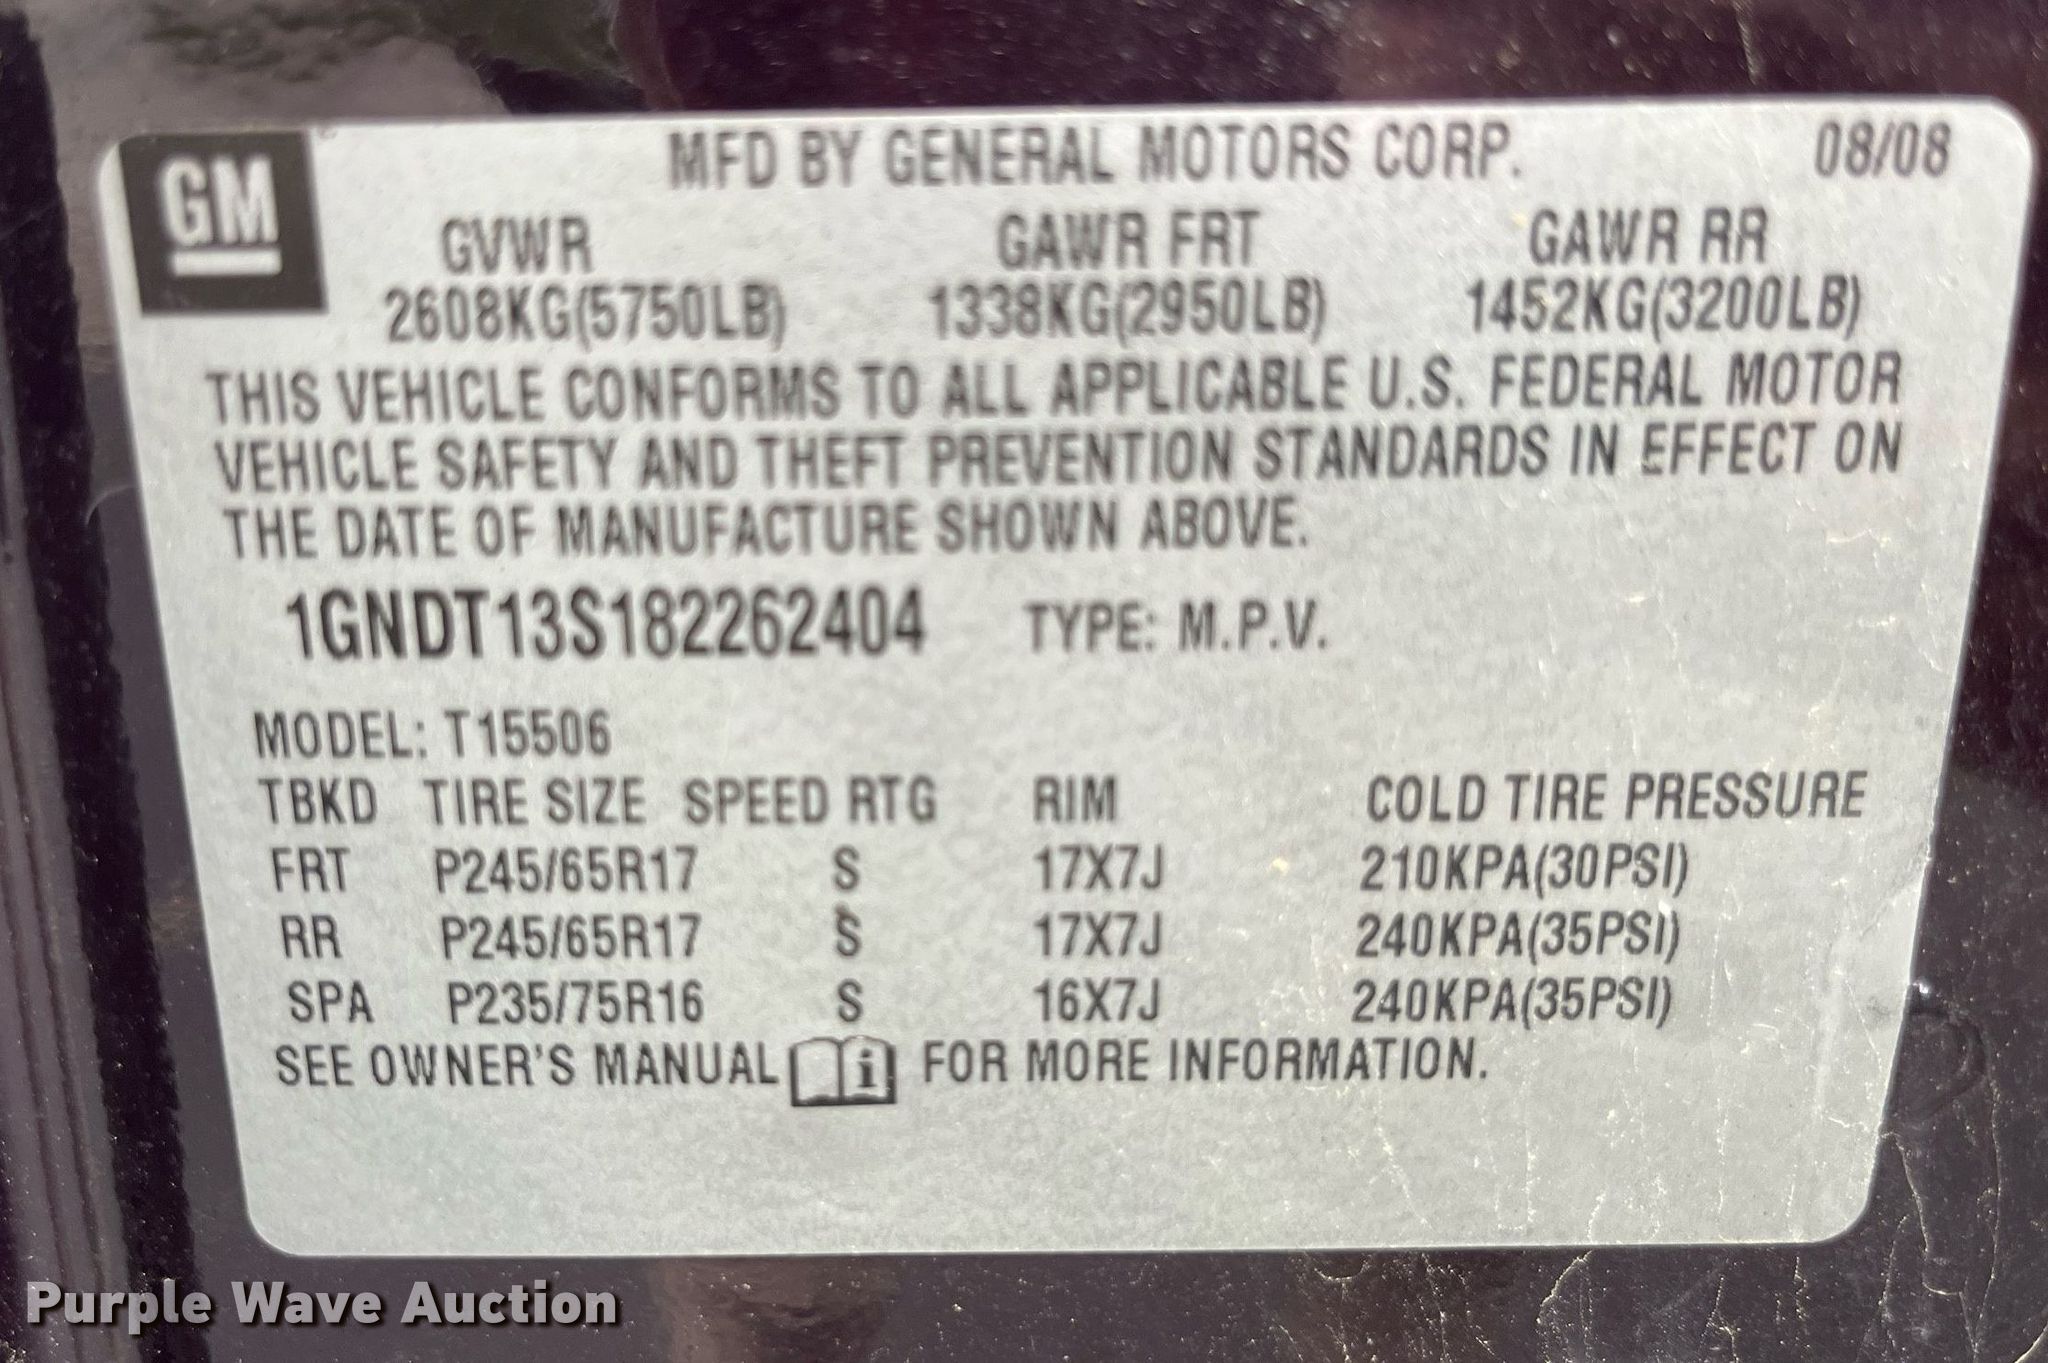 GM
MFD BY GENERAL MOTORS CORP. 08/08
GVWR GAWR FRT GAWR RR
2608KG(5750LB) 1338KG(2950LB) 1452KG(3200LB)
THIS VEHICLE CONFORMS TO ALL APPLICABLE U.S. FEDERAL MOTOR
VEHICLE SAFETY AND THEFT PREVENTION STANDARDS IN EFFECT ON
THE DATE OF MANUFACTURE SHOWN ABOVE.
1GNDT13S182262404 TYPE: M.P.V.
MODEL: T15506
TBKD TIRE SIZE SPEED RTG RIM COLD TIRE PRESSURE
FRT P245/65R17 S 17X7J 210KPA(30PSI)
RR P245/65R17 S 17X7J 240KPA(35PSI)
SPA P235/75R16 S 16X7J 240KPA(35PSI)
SEE OWNER'S MANUAL i FOR MORE INFORMATION.
Purple Wave Auction